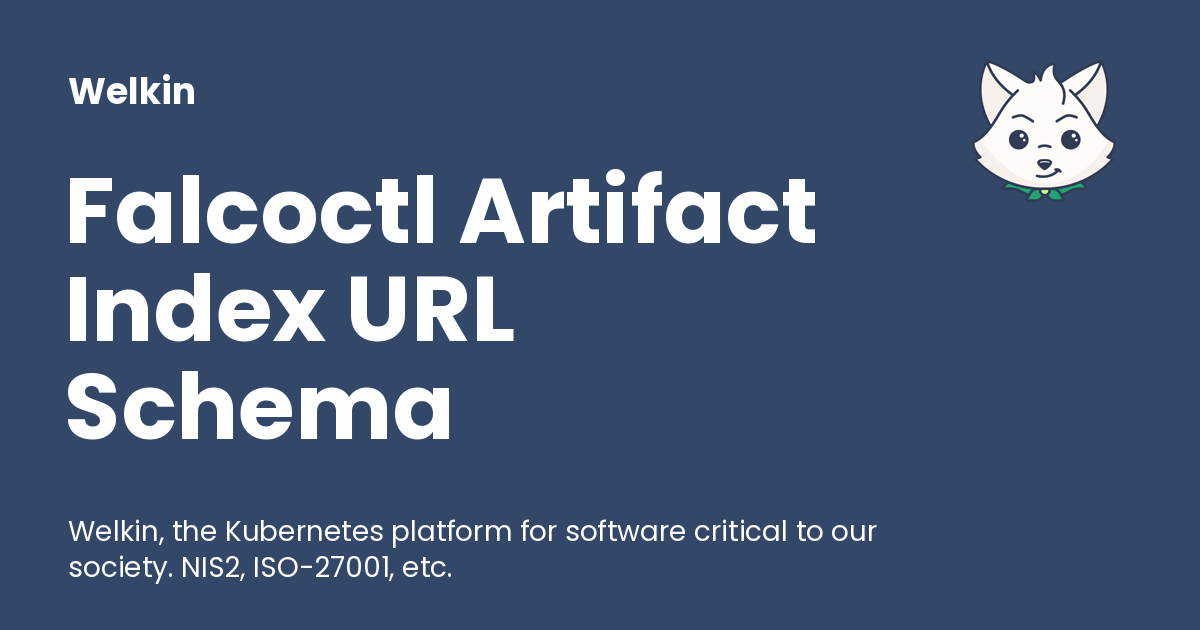 Welkin
Falcoctl Artifact
Index URL
Schema
Welkin, the Kubernetes platform for software critical to our
society. NIS2, ISO-27001, etc.